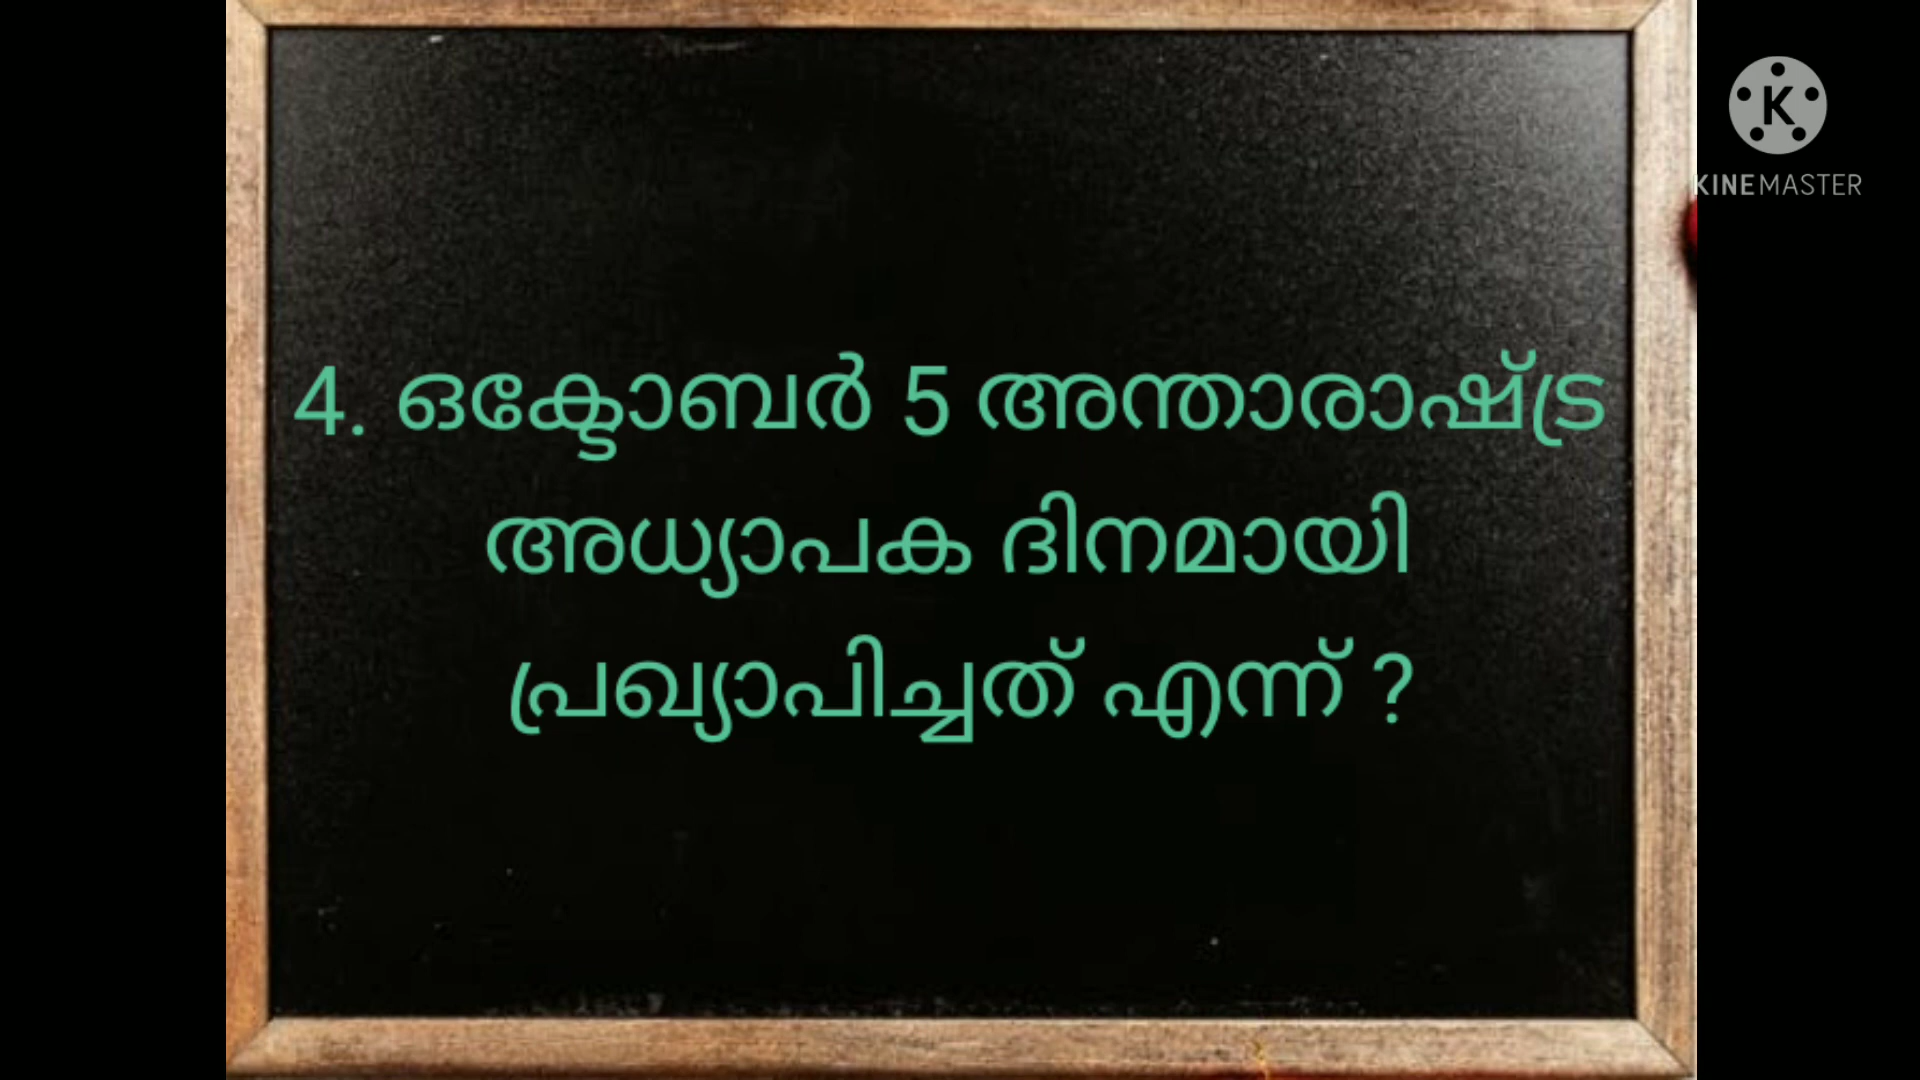 K
KINEMASTER
4. ഒക്ടോബർ 5 അന്താരാഷ്ട്ര
അധ്യാപക ദിനമായി
പ്രഖ്യാപിച്ചത് എന്ന് ?